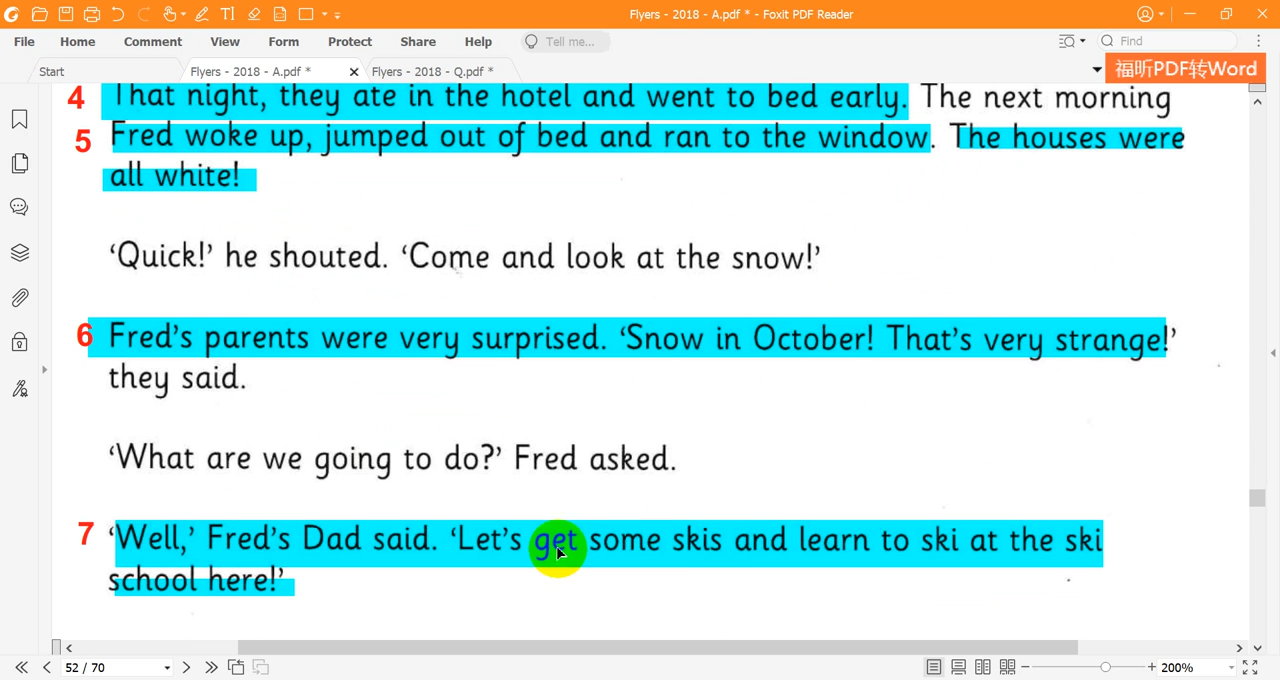 Flyers - 2018 - A.pdf * - Foxit PDF Reader
File Home Comment View Form Protect Share Help Tell me... Find
Start Flyers - 2018 - A.pdf * Flyers - 2018 - Q.pdf * 福昕PDF转Word
4 That night, they ate in the hotel and went to bed early. The next morning
5 Fred woke up, jumped out of bed and ran to the window. The houses were
all white!
‘Quick!’ he shouted. ‘Come and look at the snow!’
6 Fred’s parents were very surprised. ‘Snow in October! That’s very strange!’
they said.
‘What are we going to do?’ Fred asked.
7 ‘Well,’ Fred’s Dad said. ‘Let’s get some skis and learn to ski at the ski
school here!’
52 / 70 200%